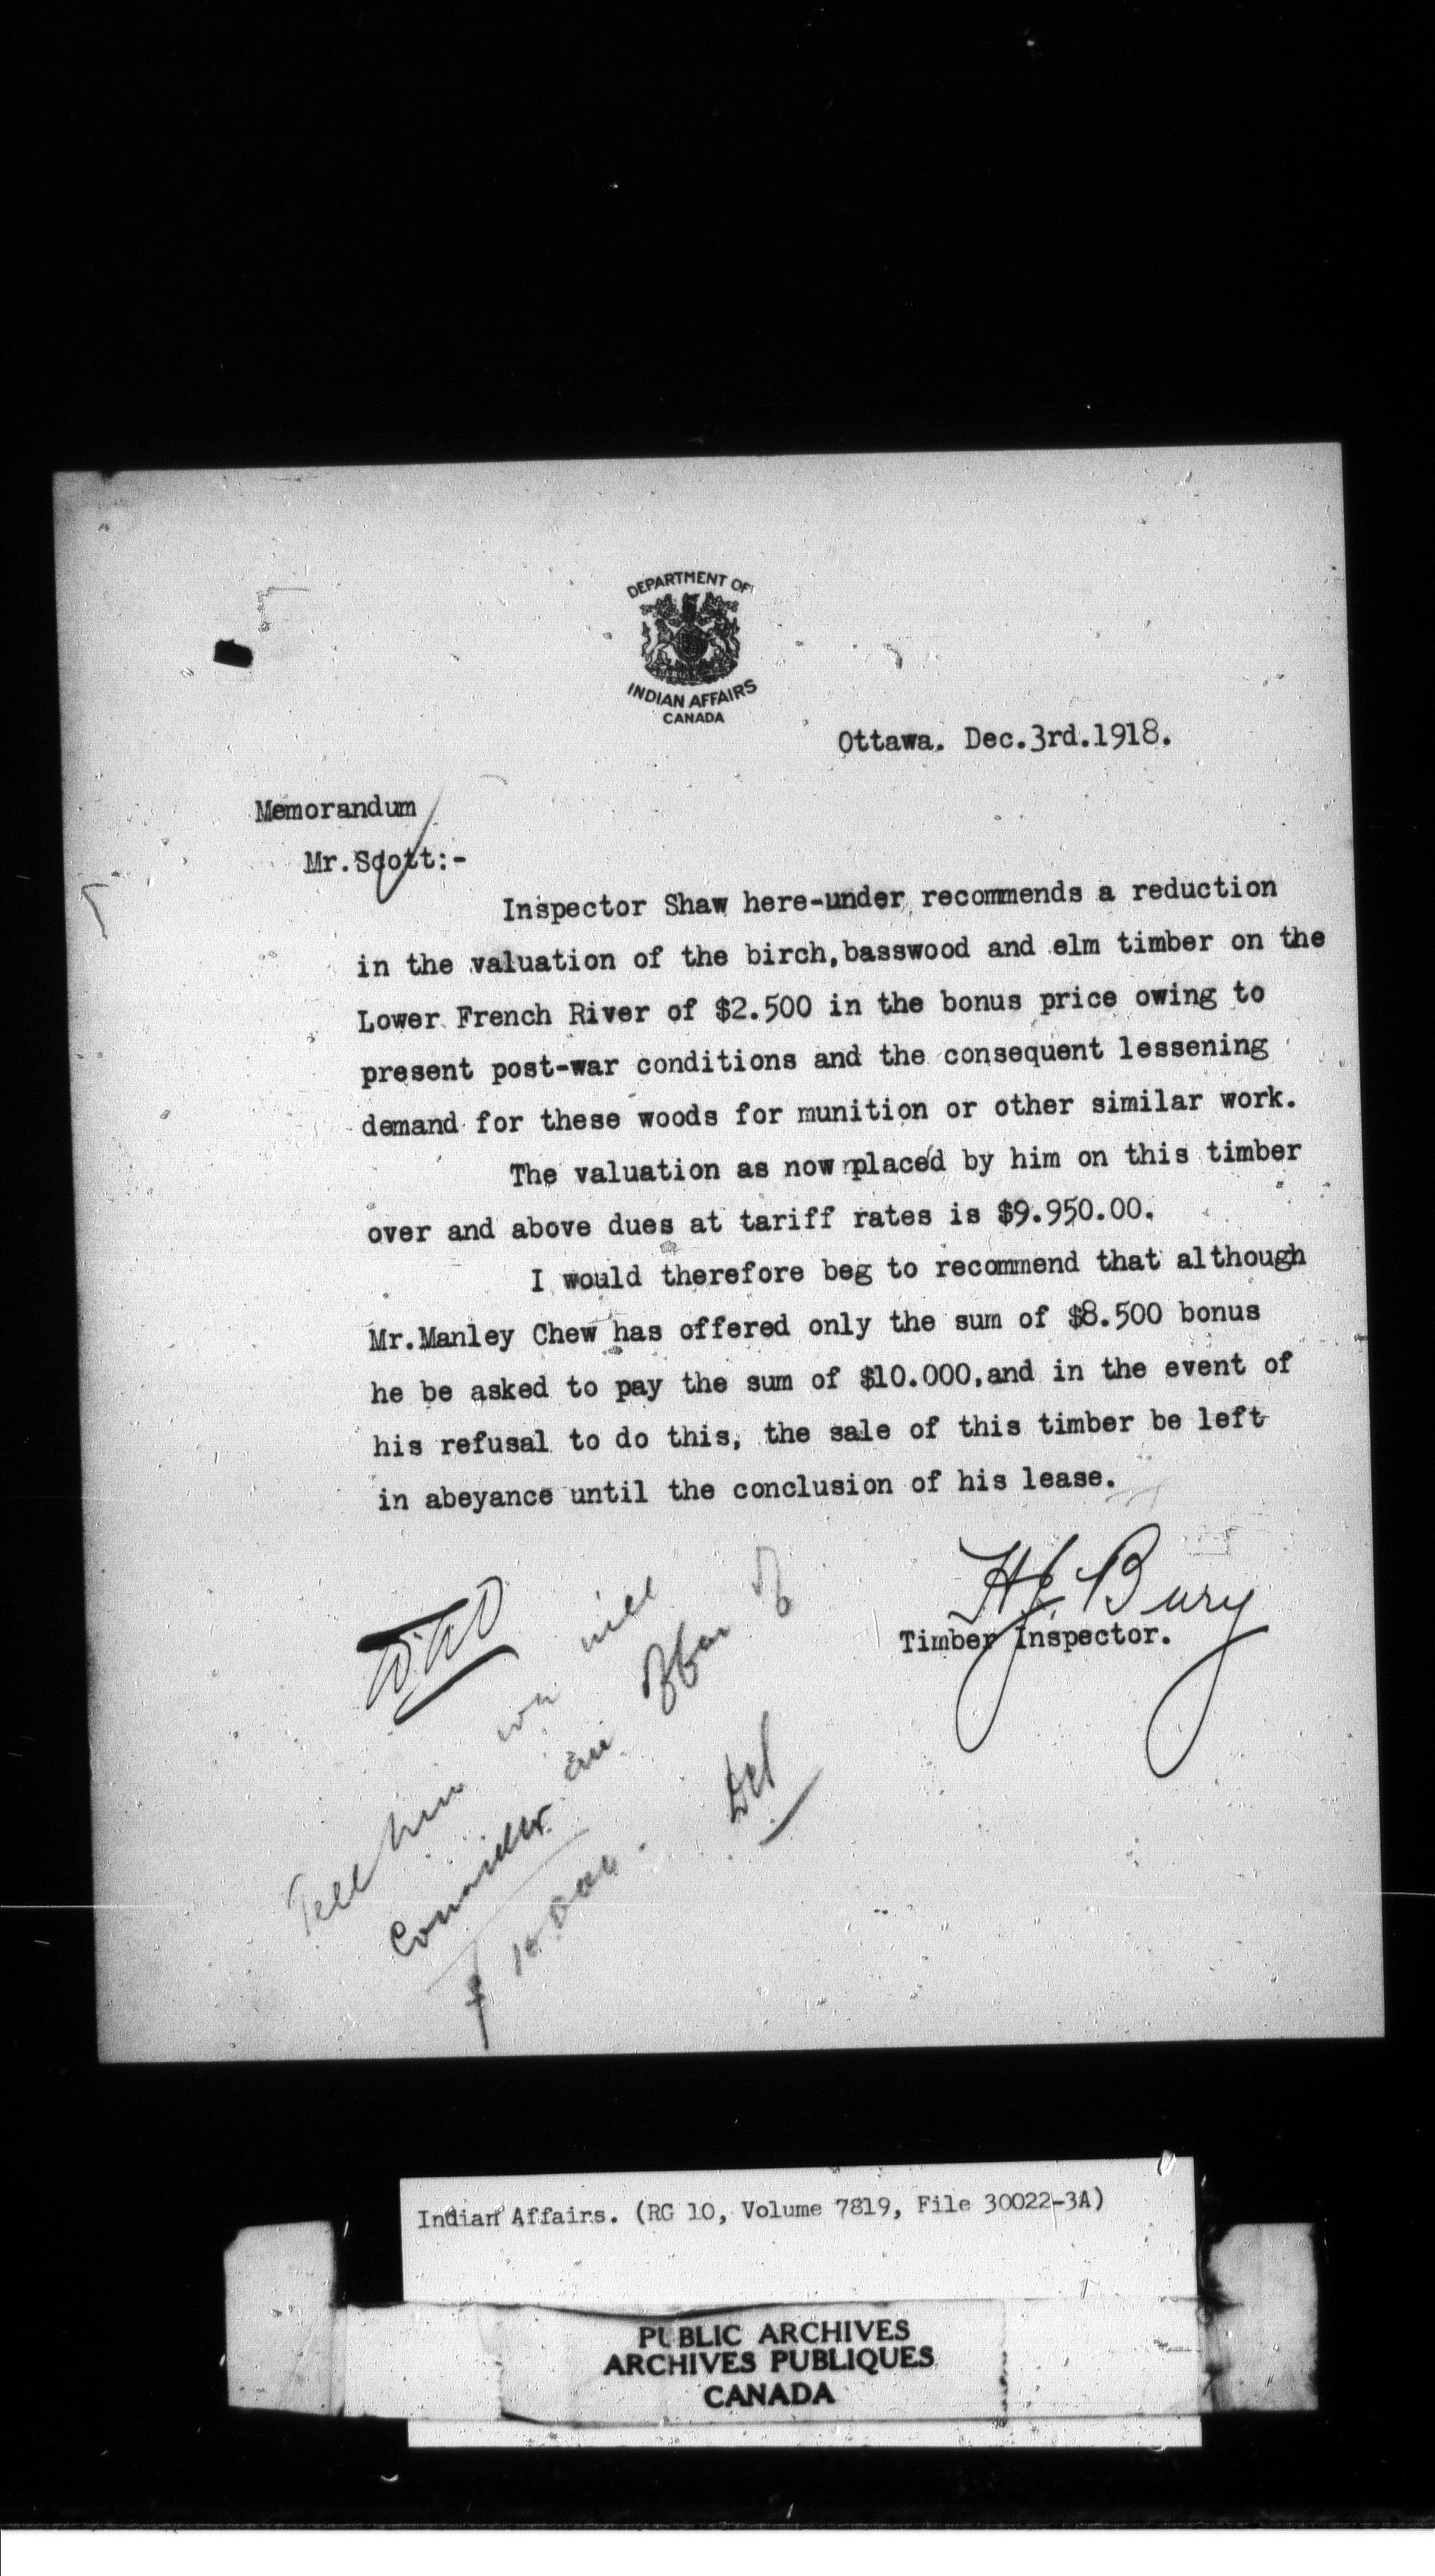 DEPARTMENT OF
INDIAN AFFAIRS
CANADA
Ottawa. Dec.3rd.1918.
Memorandum
Mr.Scott:-
Inspector Shaw here-under recommends a reduction
in the valuation of the birch,basswood and elm timber on the
Lower French River of $2.500 in the bonus price owing to
present post-war conditions and the consequent lessening
demand for these woods for munition or other similar work.
The valuation as now placed by him on this timber
over and above dues at tariff rates is $9.950.00.
I would therefore beg to recommend that although
Mr.Manley Chew has offered only the sum of $8.500 bonus
he be asked to pay the sum of $10.000,and in the event of
his refusal to do this, the sale of this timber be left
in abeyance until the conclusion of his lease.
H J Bury
Timber Inspector.
Tell him we will
Consider an offer of
$ 10.000.
Indian Affairs. (RG 10, Volume 7819, File 30022-3A)
PUBLIC ARCHIVES
ARCHIVES PUBLIQUES
CANADA